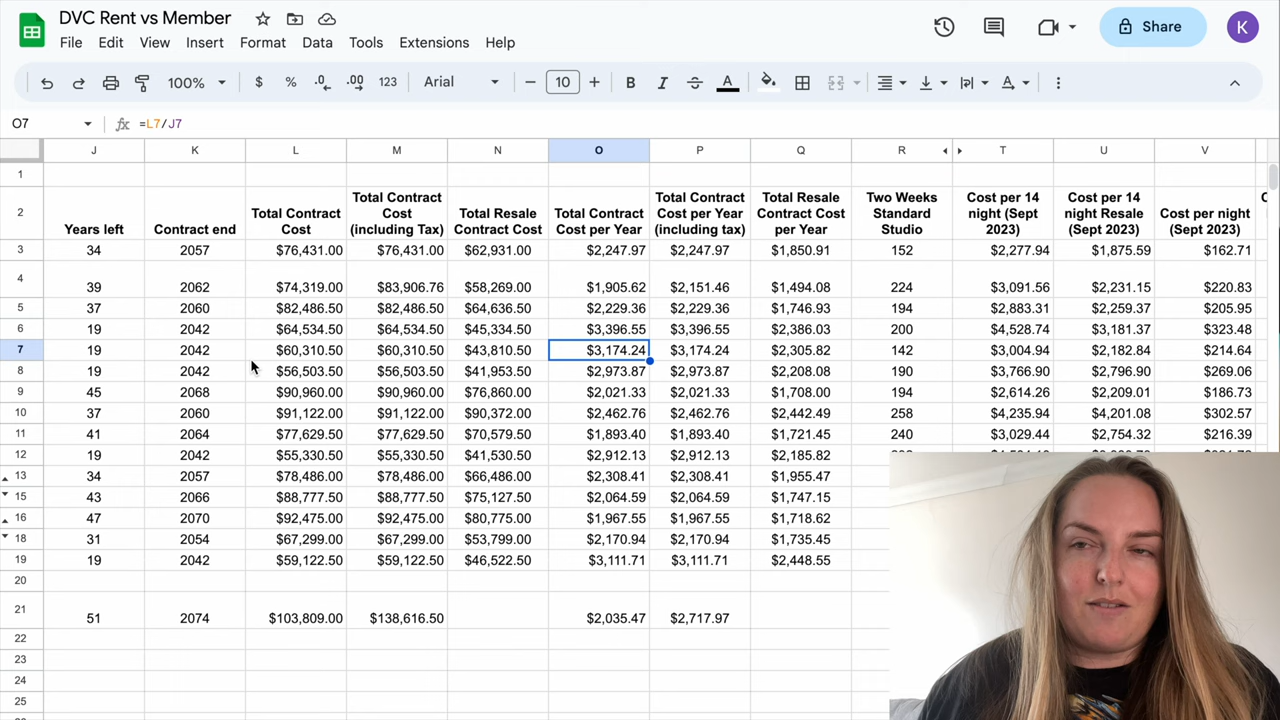 DVC Rent vs Member
File Edit View Insert Format Data Tools Extensions Help
Share
K
100% $ % .0 .00 123 Arial 10 B I A
O7 =L7/J7
J K L M N O P Q R T U V
1
2 Years left Contract end Total Contract Cost Total Contract Cost (including Tax) Total Resale Contract Cost Total Contract Cost per Year Total Contract Cost per Year (including tax) Total Resale Contract Cost per Year Two Weeks Standard Studio Cost per 14 night (Sept 2023) Cost per 14 night Resale (Sept 2023) Cost per night (Sept 2023)
3 34 2057 $76,431.00 $76,431.00 $62,931.00 $2,247.97 $2,247.97 $1,850.91 152 $2,277.94 $1,875.59 $162.71
4 39 2062 $74,319.00 $83,906.76 $58,269.00 $1,905.62 $2,151.46 $1,494.08 224 $3,091.56 $2,231.15 $220.83
5 37 2060 $82,486.50 $82,486.50 $64,636.50 $2,229.36 $2,229.36 $1,746.93 194 $2,883.31 $2,259.37 $205.95
6 19 2042 $64,534.50 $64,534.50 $45,334.50 $3,396.55 $3,396.55 $2,386.03 200 $4,528.74 $3,181.37 $323.48
7 19 2042 $60,310.50 $60,310.50 $43,810.50 $3,174.24 $3,174.24 $2,305.82 142 $3,004.94 $2,182.84 $214.64
8 19 2042 $56,503.50 $56,503.50 $41,953.50 $2,973.87 $2,973.87 $2,208.08 190 $3,766.90 $2,796.90 $269.06
9 45 2068 $90,960.00 $90,960.00 $76,860.00 $2,021.33 $2,021.33 $1,708.00 194 $2,614.26 $2,209.01 $186.73
10 37 2060 $91,122.00 $91,122.00 $90,372.00 $2,462.76 $2,462.76 $2,442.49 258 $4,235.94 $4,201.08 $302.57
11 41 2064 $77,629.50 $77,629.50 $70,579.50 $1,893.40 $1,893.40 $1,721.45 240 $3,029.44 $2,754.32 $216.39
12 19 2042 $55,330.50 $55,330.50 $41,530.50 $2,912.13 $2,912.13 $2,185.82
13 34 2057 $78,486.00 $78,486.00 $66,486.00 $2,308.41 $2,308.41 $1,955.47
15 43 2066 $88,777.50 $88,777.50 $75,127.50 $2,064.59 $2,064.59 $1,747.15
16 47 2070 $92,475.00 $92,475.00 $80,775.00 $1,967.55 $1,967.55 $1,718.62
18 31 2054 $67,299.00 $67,299.00 $53,799.00 $2,170.94 $2,170.94 $1,735.45
19 19 2042 $59,122.50 $59,122.50 $46,522.50 $3,111.71 $3,111.71 $2,448.55
20
21 51 2074 $103,809.00 $138,616.50 $2,035.47 $2,717.97
22
23
24
25